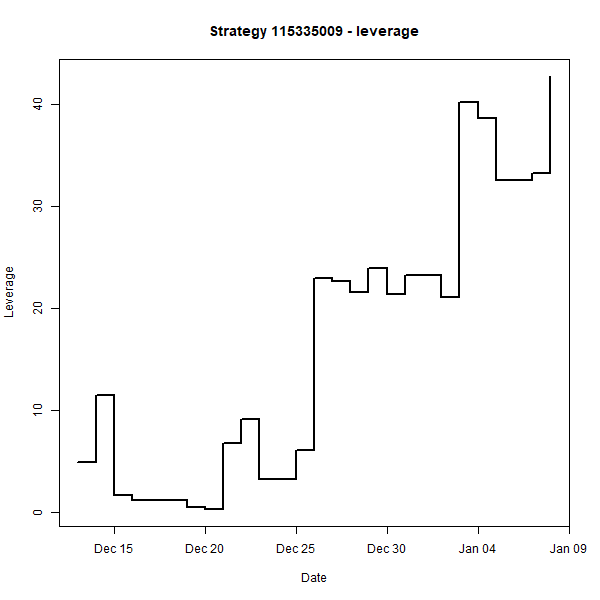 Strategy 115335009 - leverage
Leverage
40
30
20
10
0
Dec 15 Dec 20 Dec 25 Dec 30 Jan 04 Jan 09
Date